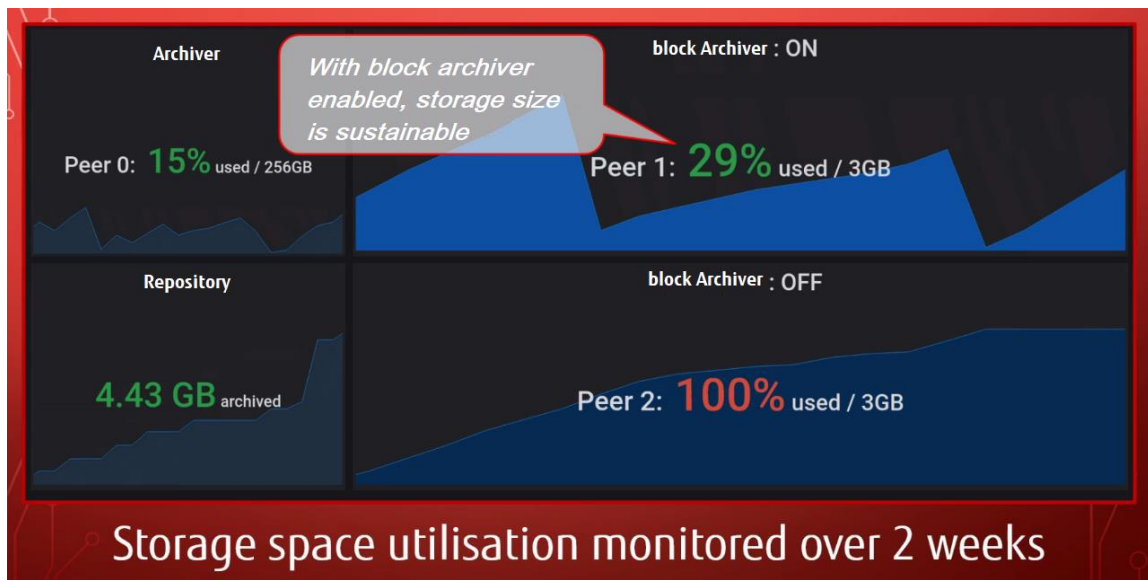 Archiver
Peer 0: 15% used / 256GB
With block archiver
enabled, storage size
is sustainable
block Archiver : ON
Peer 1: 29% used / 3GB
Repository
4.43 GB archived
block Archiver : OFF
Peer 2: 100% used / 3GB
Storage space utilisation monitored over 2 weeks